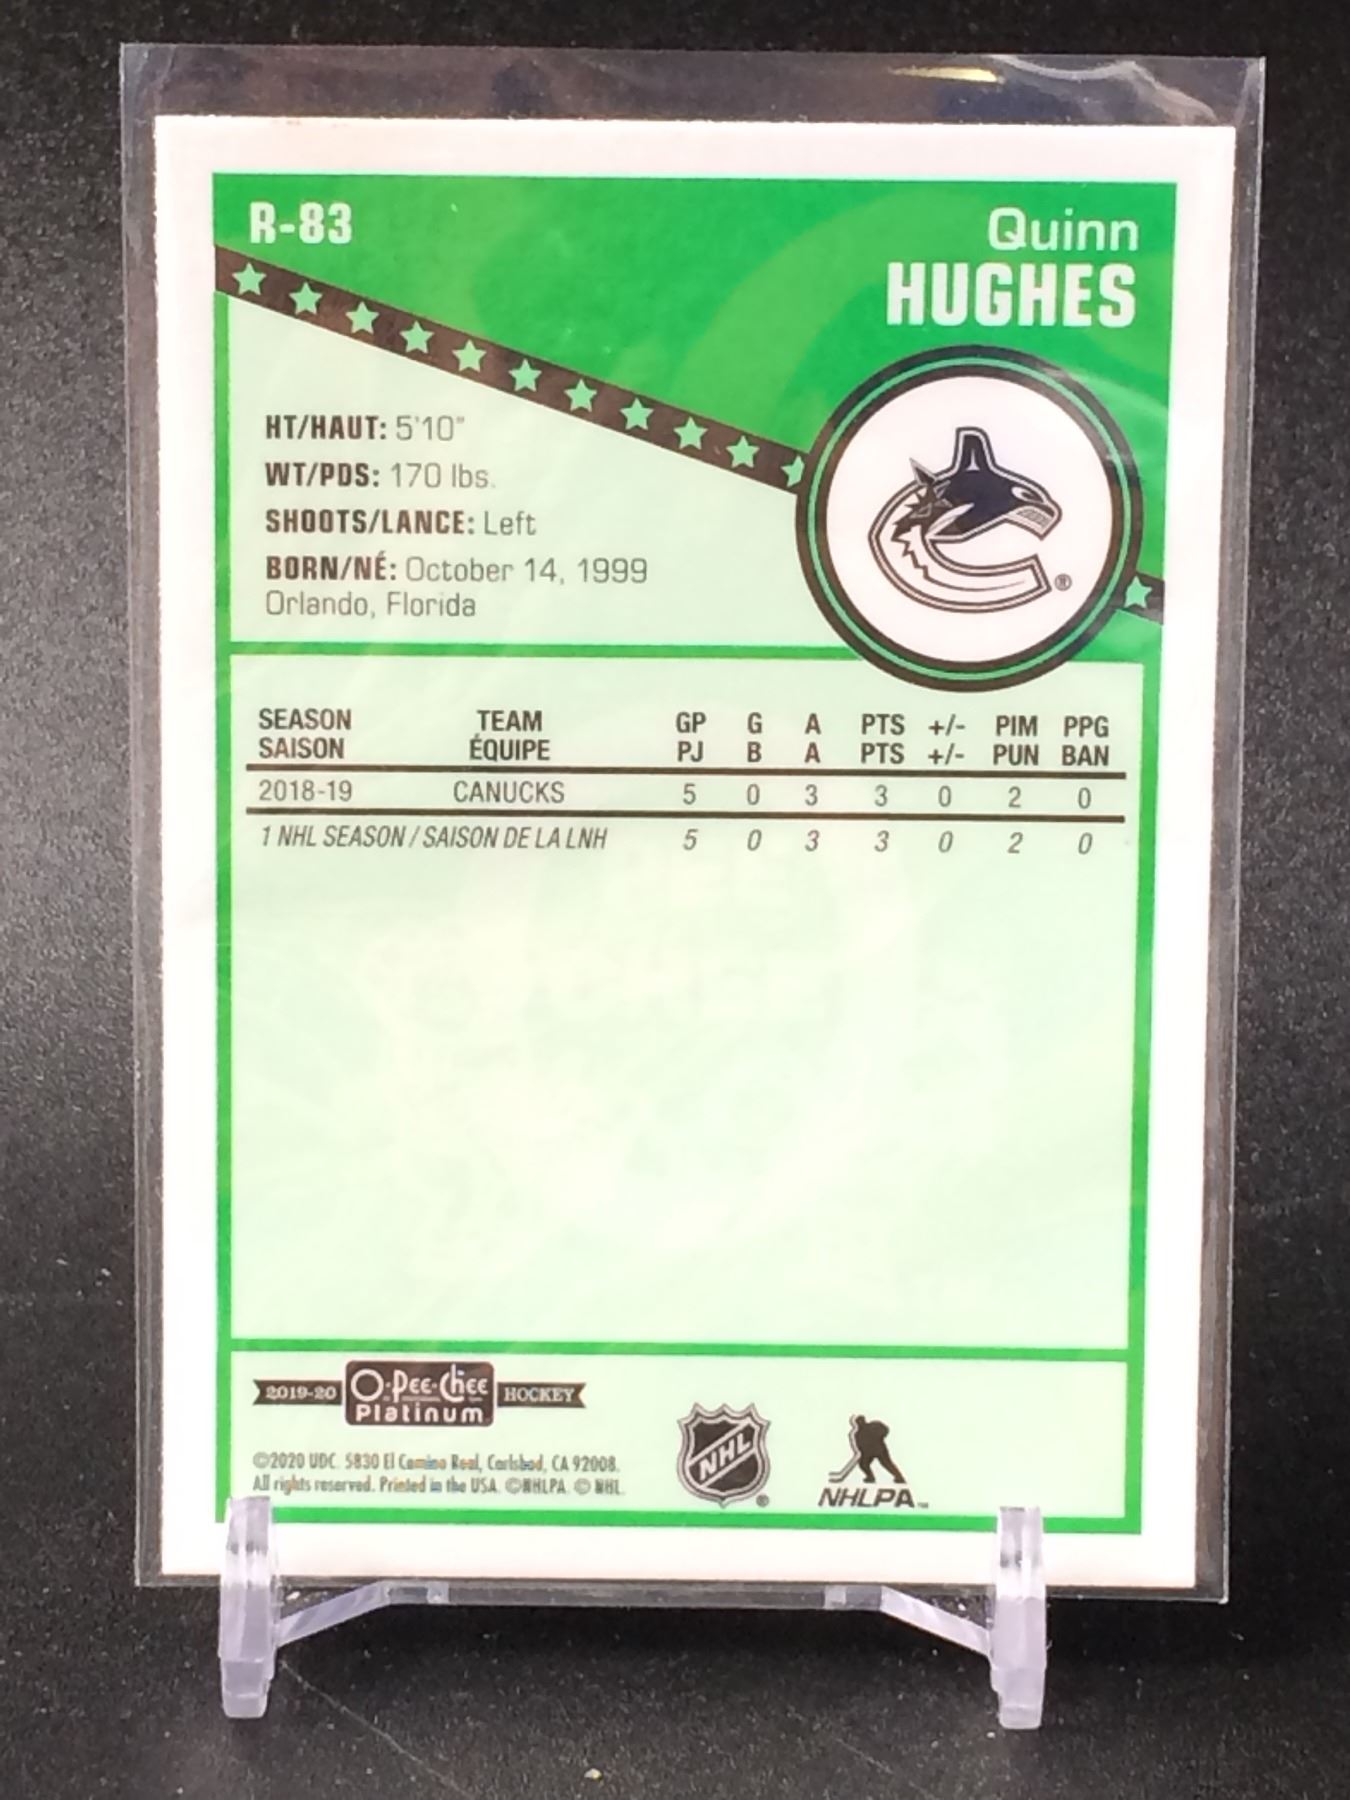 R-83
Quinn
HUGHES
HT/HAUT: 5'10"
WT/PDS: 170 lbs.
SHOOTS/LANCE: Left
BORN/NÉ: October 14, 1999
Orlando, Florida
®
SEASON TEAM GP G A PTS +/- PIM PPG
SAISON ÉQUIPE PJ B A PTS +/- PUN BAN
2018-19 CANUCKS 5 0 3 3 0 2 0
1 NHL SEASON / SAISON DE LA LNH 5 0 3 3 0 2 0
2019-20 O-Pee-Chee Platinum HOCKEY
©2020 UDC. 5830 El Camino Real, Carlsbad, CA 92008.
All rights reserved. Printed in the USA. ©NHLPA. © NHL.
NHL ®
NHLPA™